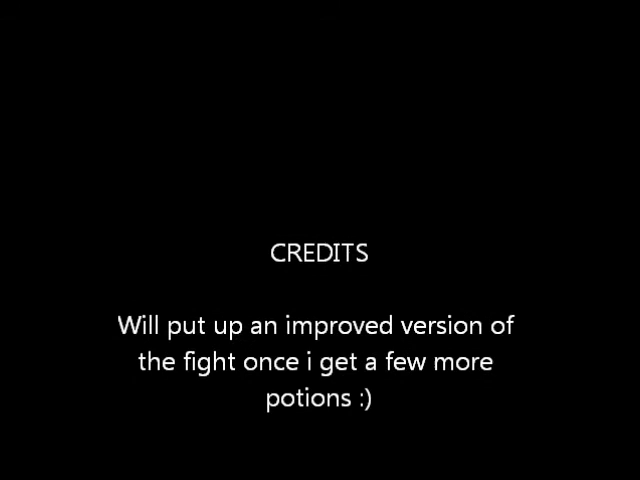 CREDITS
Will put up an improved version of
the fight once i get a few more
potions :)